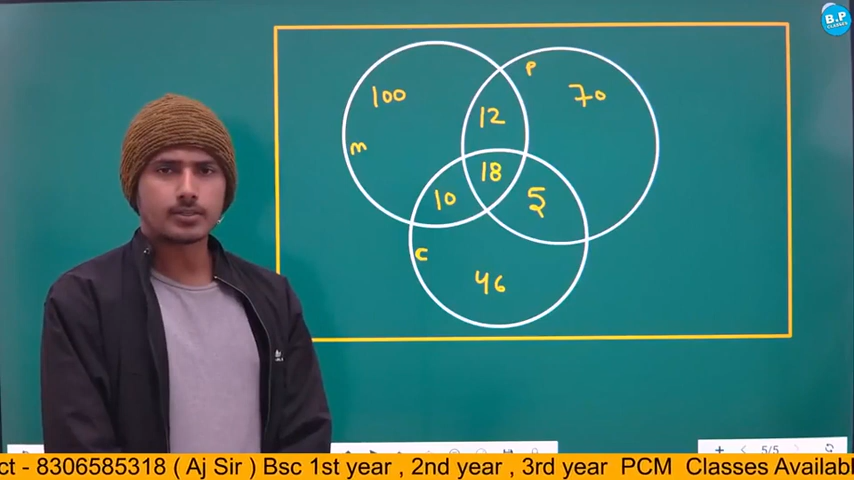 B.P
CLASSES
P
100
70
12
m
18
10
5
C
46
5/5
ct - 8306585318 ( Aj Sir ) Bsc 1st year , 2nd year , 3rd year PCM Classes Availabl